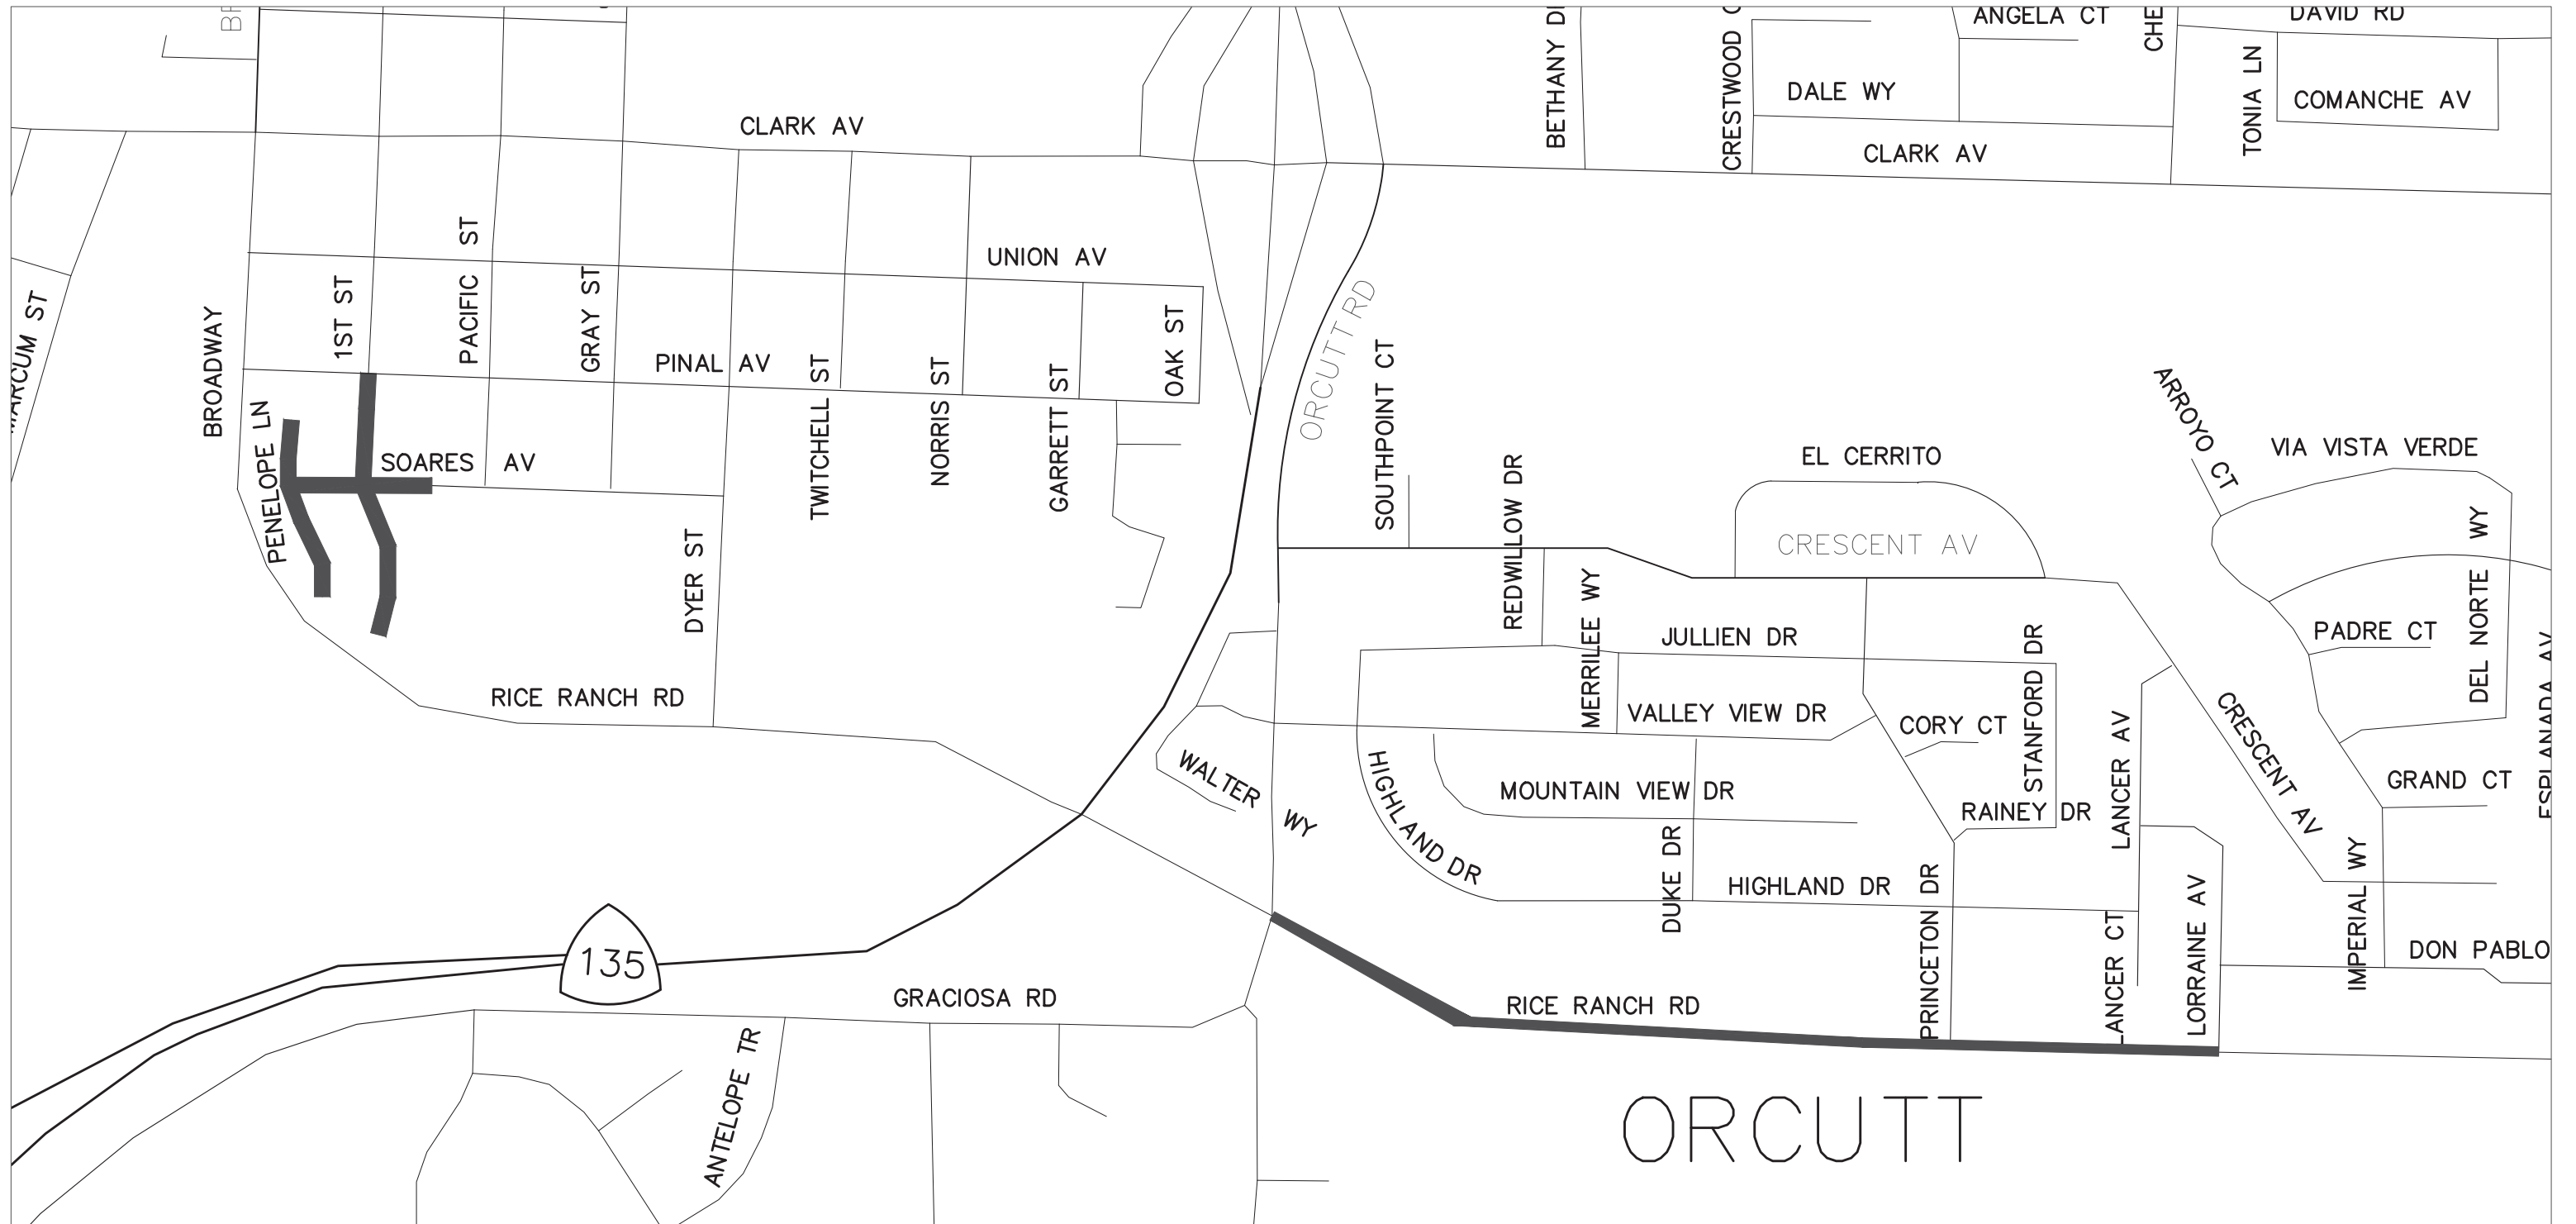 ANGELA CT
DAVID RD
BETHANY
CRESTWOOD
TONIA LN
DALE WY
COMANCHE AV
CLARK AV
CLARK AV
UNION AV
1ST ST
PACIFIC ST
GRAY ST
OAK ST
ORCUTT RD
MARCUM ST
BROADWAY
PINAL AV
TWITCHELL ST
NORRIS ST
GARRETT ST
SOUTHPOINT CT
ARROYO CT
PENELOPE LN
SOARES AV
REDWILLOW DR
EL CERRITO
VIA VISTA VERDE
CRESCENT AV
DYER ST
MERRILEE WY
JULLIEN DR
STANFORD DR
PADRE CT
DEL NORTE WY
ESPLANADA AV
RICE RANCH RD
VALLEY VIEW DR
CORY CT
LANCER AV
CRESCENT AV
WALTER WY
HIGHLAND DR
MOUNTAIN VIEW DR
GRAND CT
RAINEY DR
DUKE DR
HIGHLAND DR
PRINCETON DR
LANCER CT
LORRAINE AV
IMPERIAL WY
DON PABLO
135
GRACIOSA RD
RICE RANCH RD
ANTELOPE TR
ORCUTT